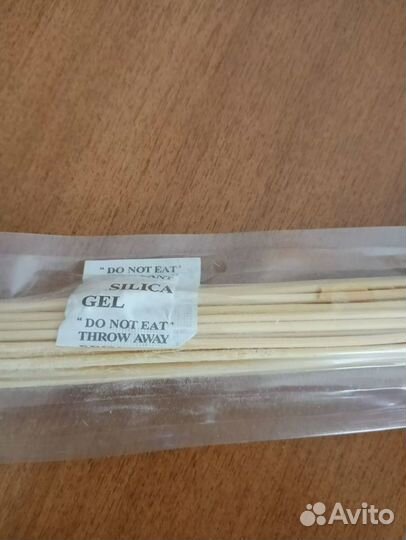 " DO NOT EAT"
SILICA
GEL
" DO NOT EAT"
THROW AWAY
Avito